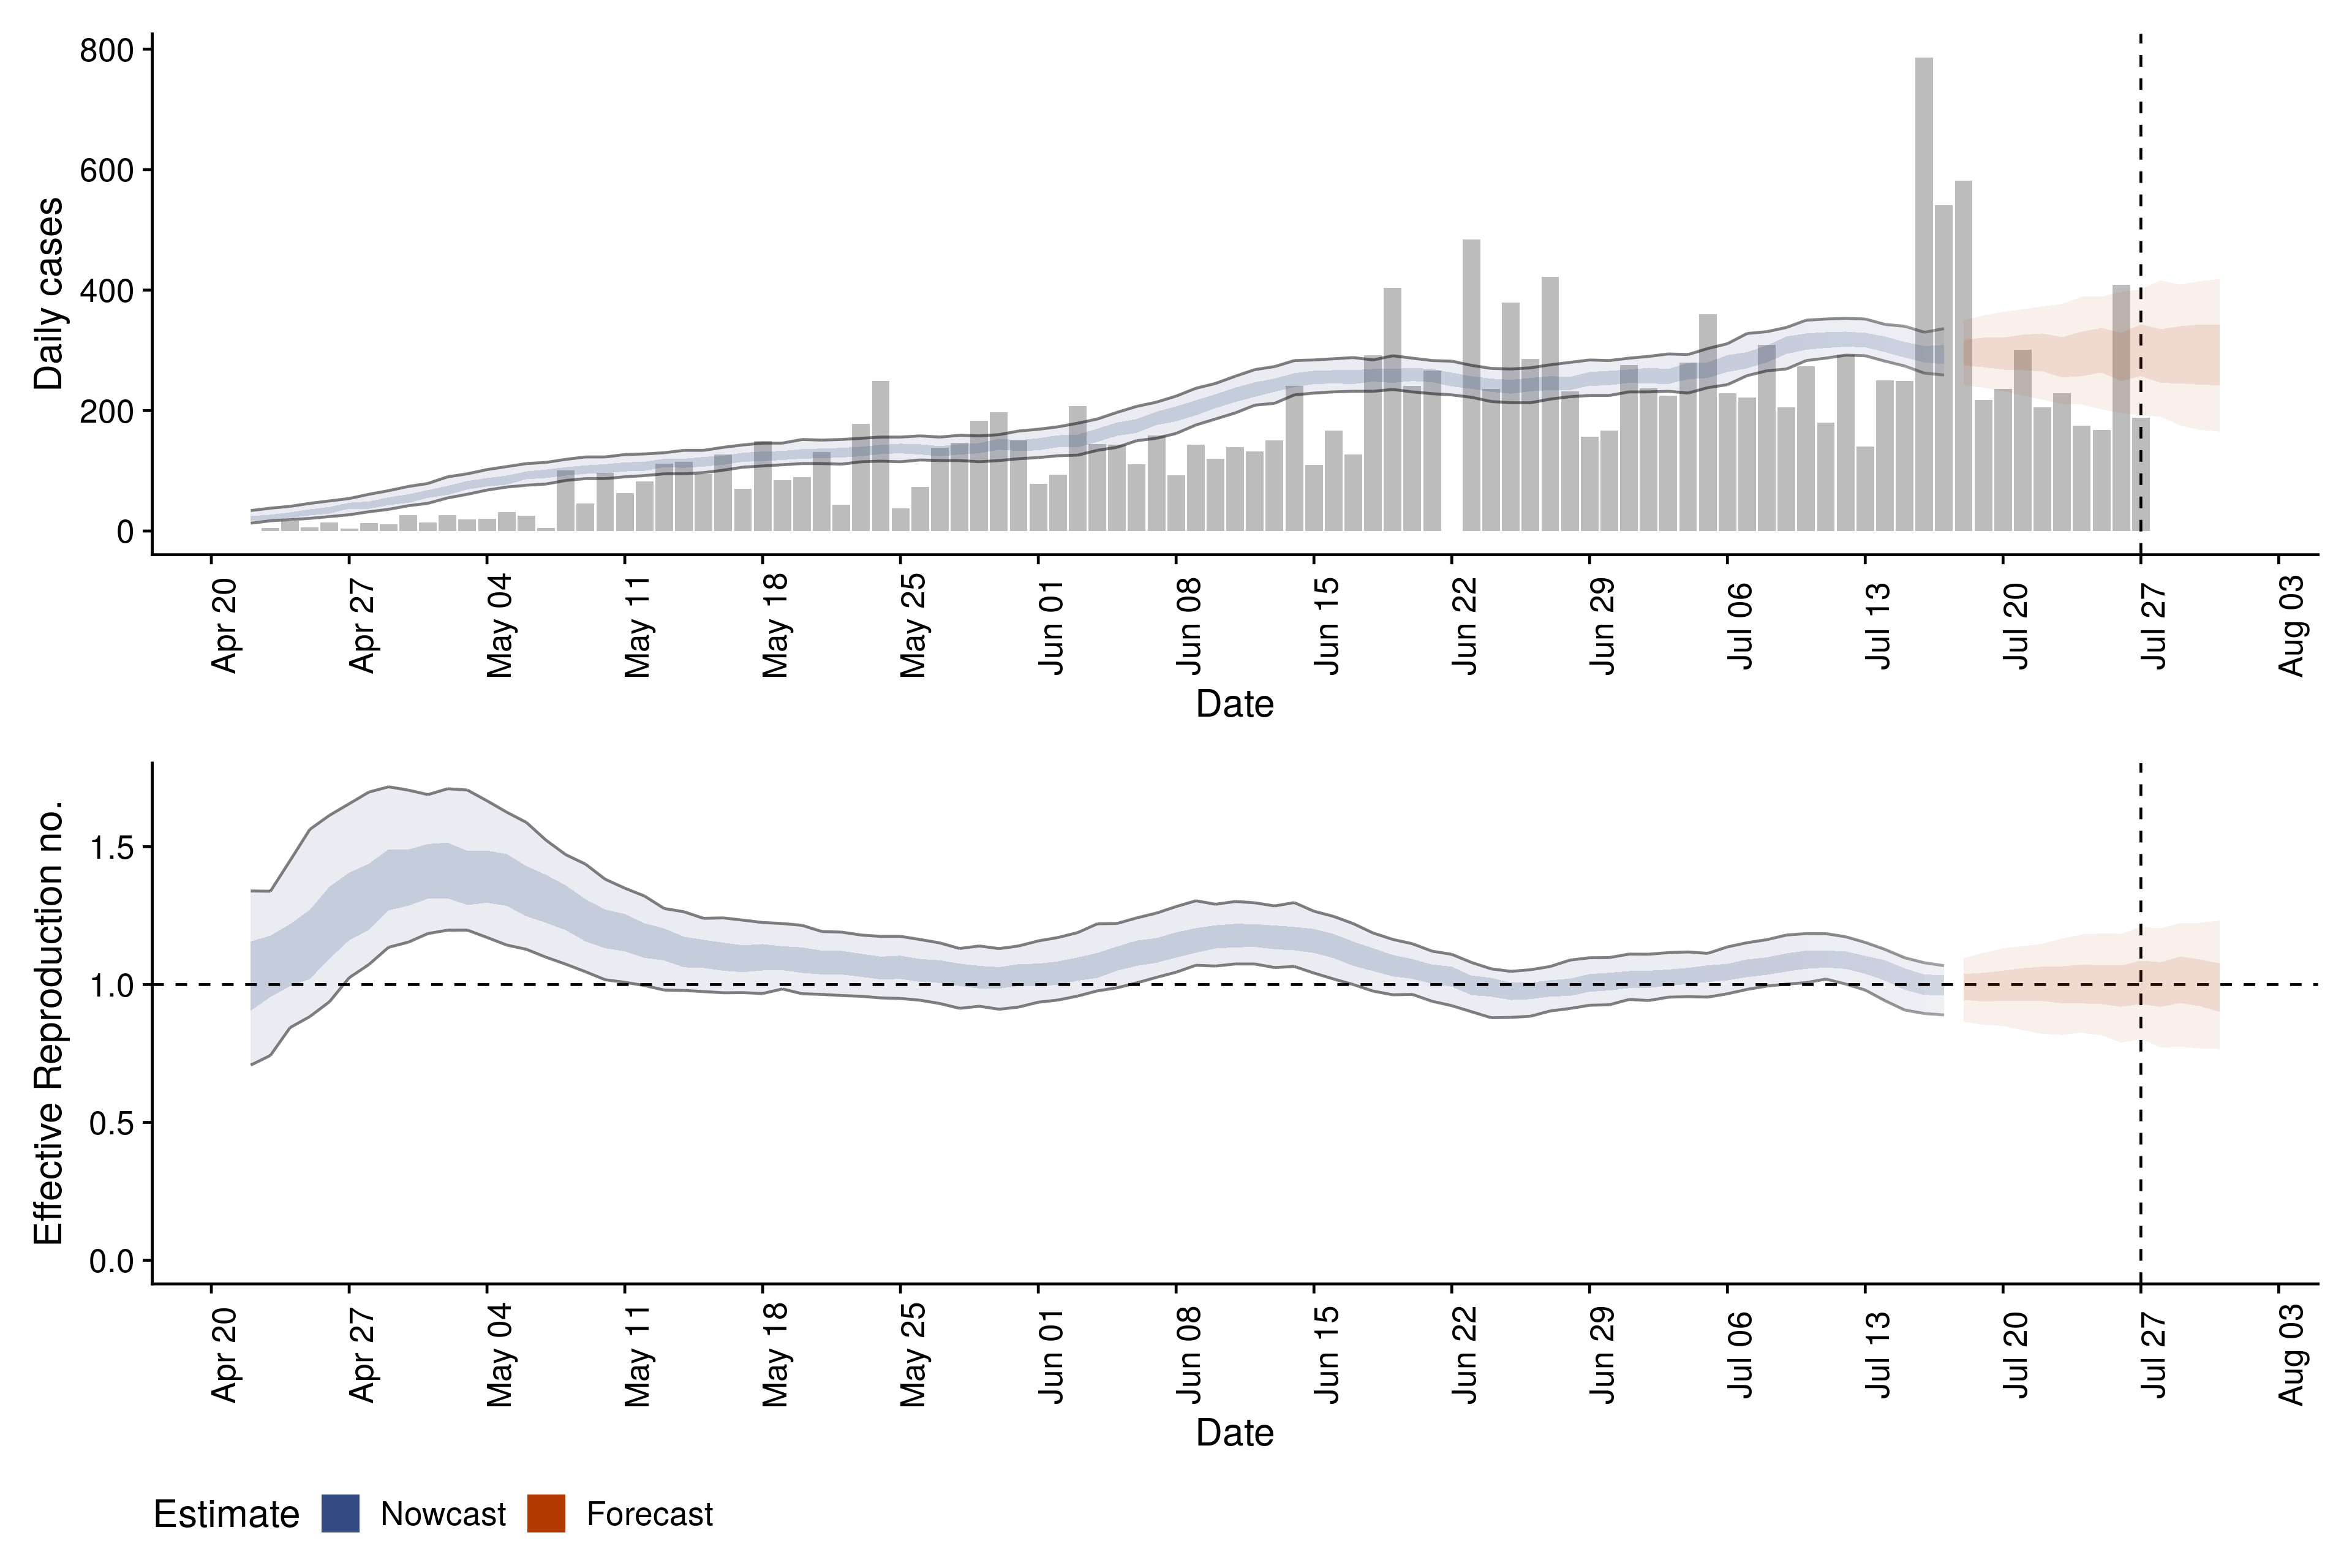 800
600
400
200
0
Daily cases
Apr 20
Apr 27
May 04
May 11
May 18
May 25
Jun 01
Jun 08
Jun 15
Jun 22
Jun 29
Jul 06
Jul 13
Jul 20
Jul 27
Aug 03
Date
1.5
1.0
0.5
0.0
Effective Reproduction no.
Apr 20
Apr 27
May 04
May 11
May 18
May 25
Jun 01
Jun 08
Jun 15
Jun 22
Jun 29
Jul 06
Jul 13
Jul 20
Jul 27
Aug 03
Date
Estimate Nowcast Forecast